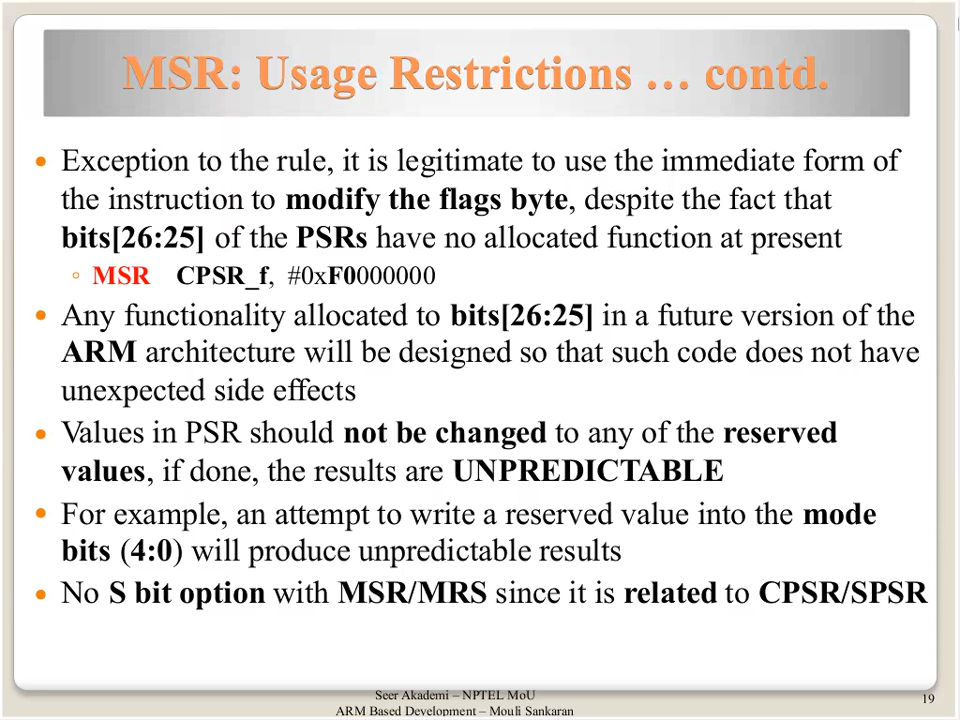 MSR: Usage Restrictions … contd.
Exception to the rule, it is legitimate to use the immediate form of
the instruction to modify the flags byte, despite the fact that
bits[26:25] of the PSRs have no allocated function at present
MSR CPSR_f, #0xF0000000
Any functionality allocated to bits[26:25] in a future version of the
ARM architecture will be designed so that such code does not have
unexpected side effects
Values in PSR should not be changed to any of the reserved
values, if done, the results are UNPREDICTABLE
For example, an attempt to write a reserved value into the mode
bits (4:0) will produce unpredictable results
No S bit option with MSR/MRS since it is related to CPSR/SPSR
Seer Akademi – NPTEL MoU
ARM Based Development – Mouli Sankaran
19